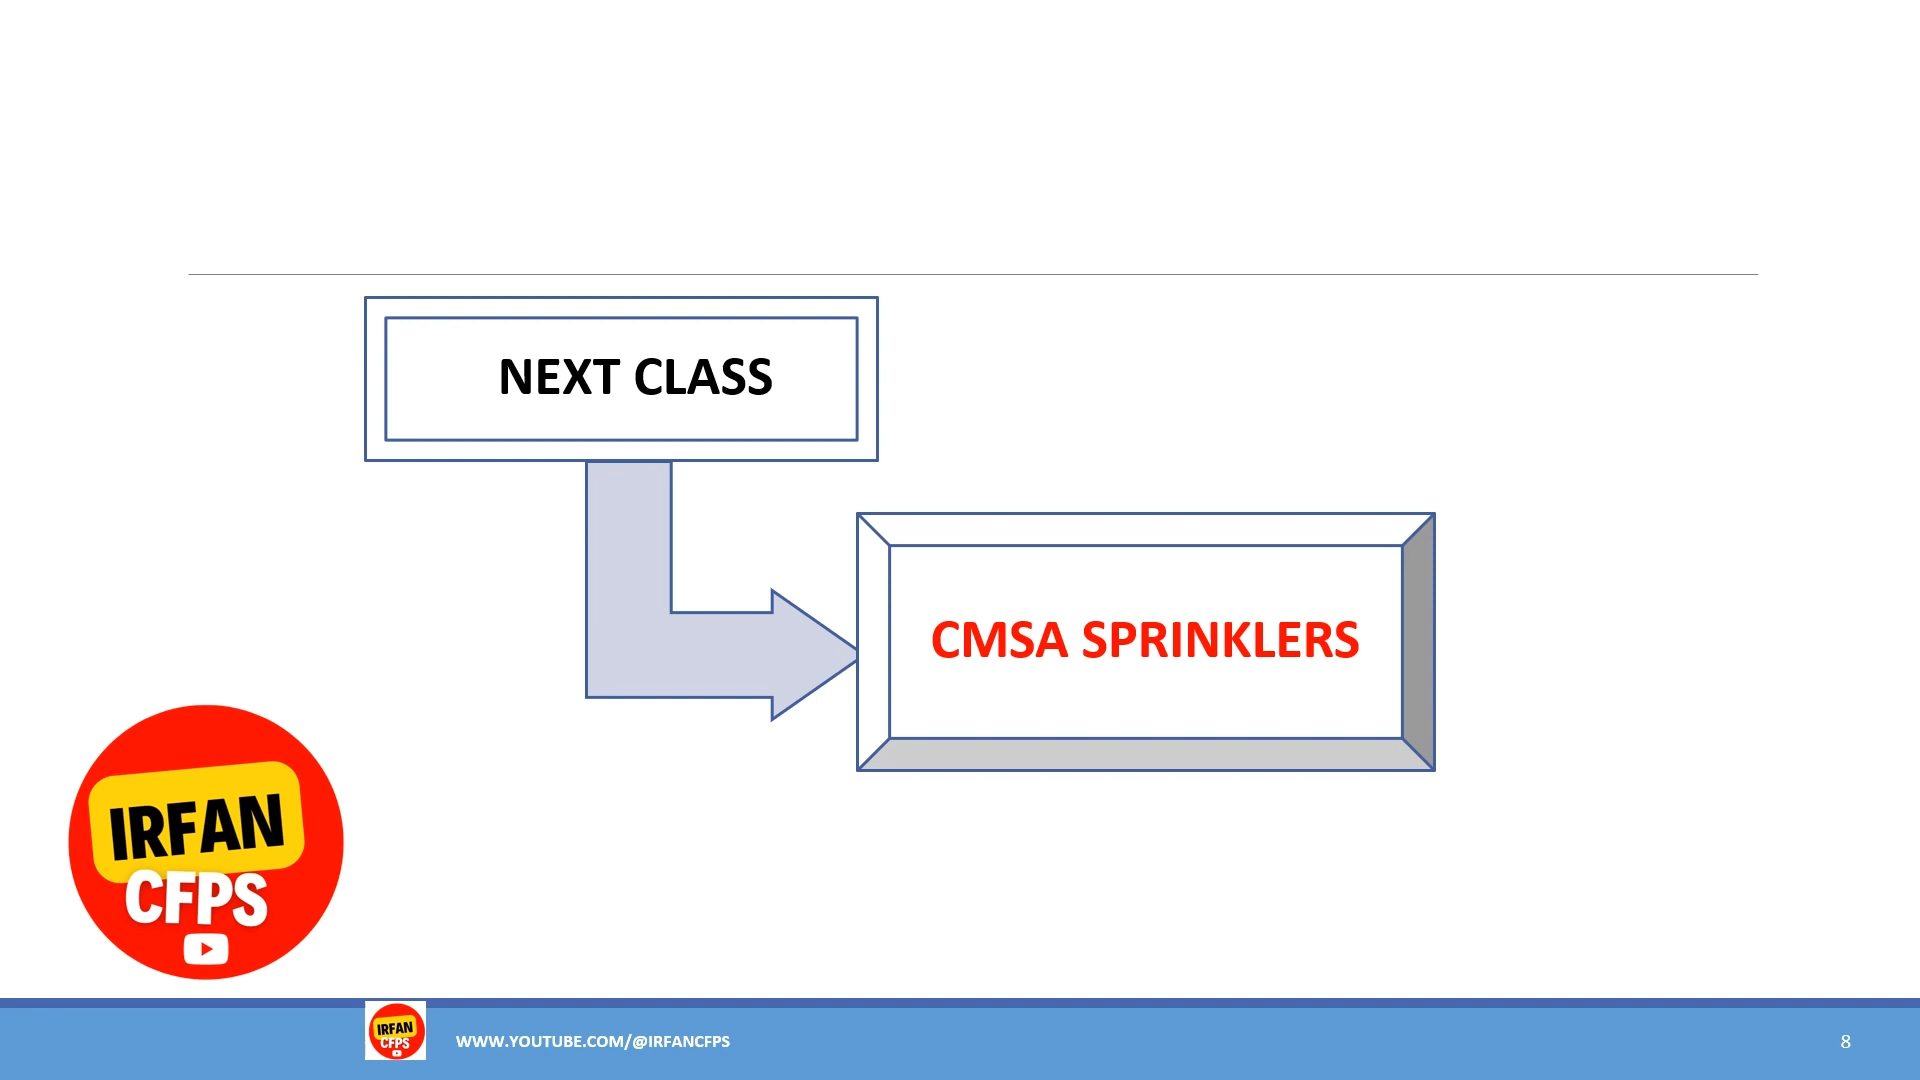 NEXT CLASS
CMSA SPRINKLERS
IRFAN
CFPS
IRFAN
CFPS
WWW.YOUTUBE.COM/@IRFANCFPS
8